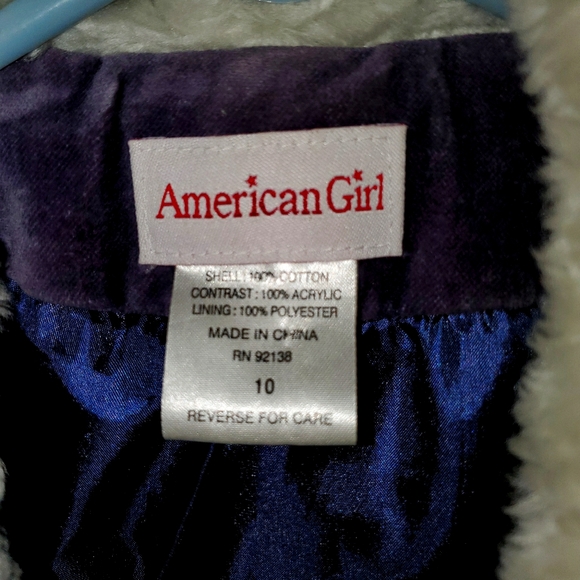 American Girl
SHELL: 100% COTTON
CONTRAST: 100% ACRYLIC
LINING: 100% POLYESTER
MADE IN CHINA
RN 92138
10
REVERSE FOR CARE